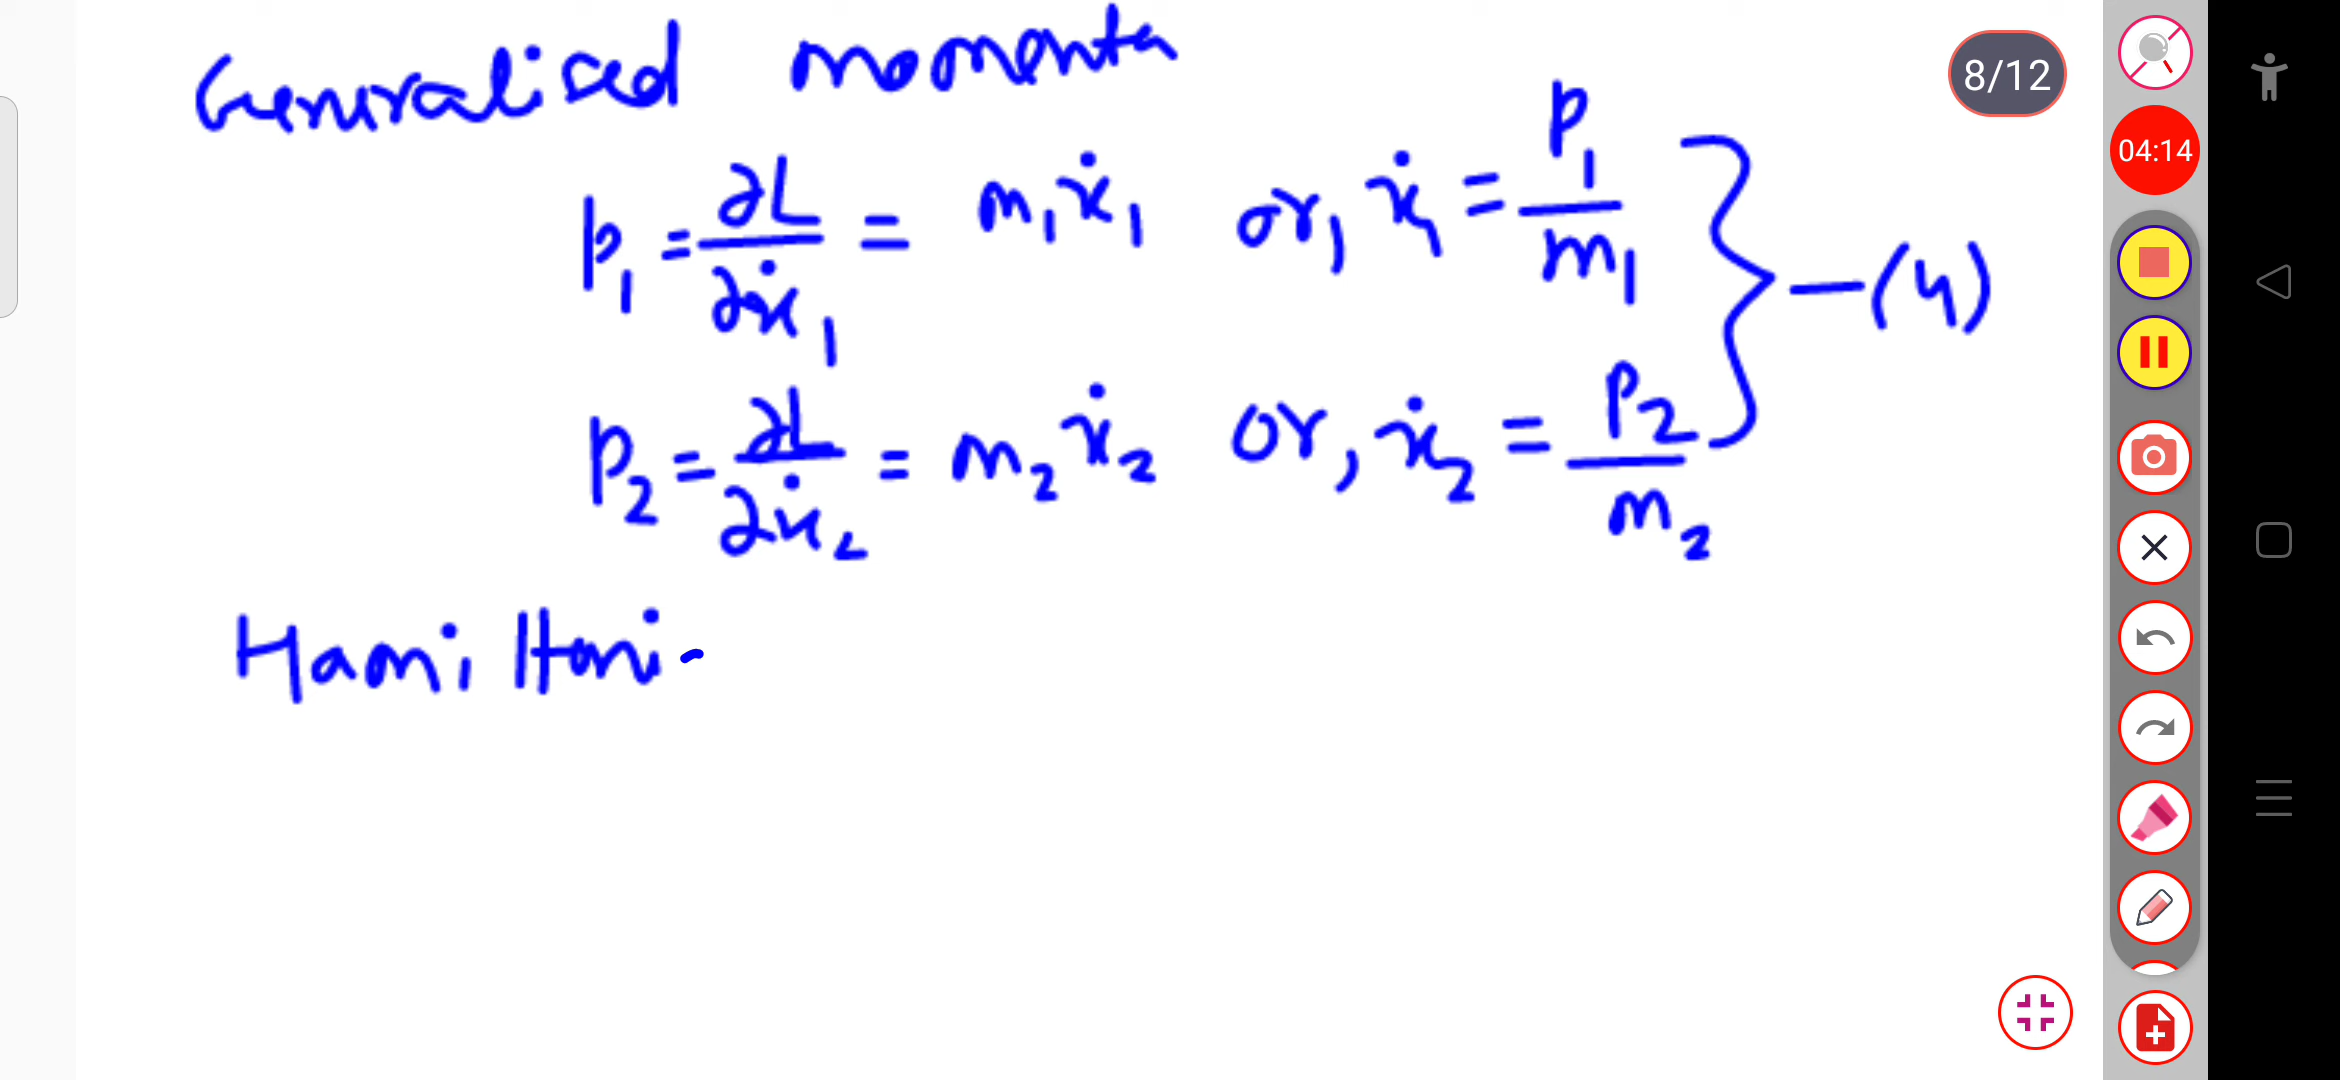 Generalised momenta 8/12
p₁ = ∂L/∂ẋ₁ = m₁ẋ₁ or, ẋ₁ = p₁/m₁
04:14
} — (4)
p₂ = ∂L/∂ẋ₂ = m₂ẋ₂ or, ẋ₂ = p₂/m₂
Hamiltoni